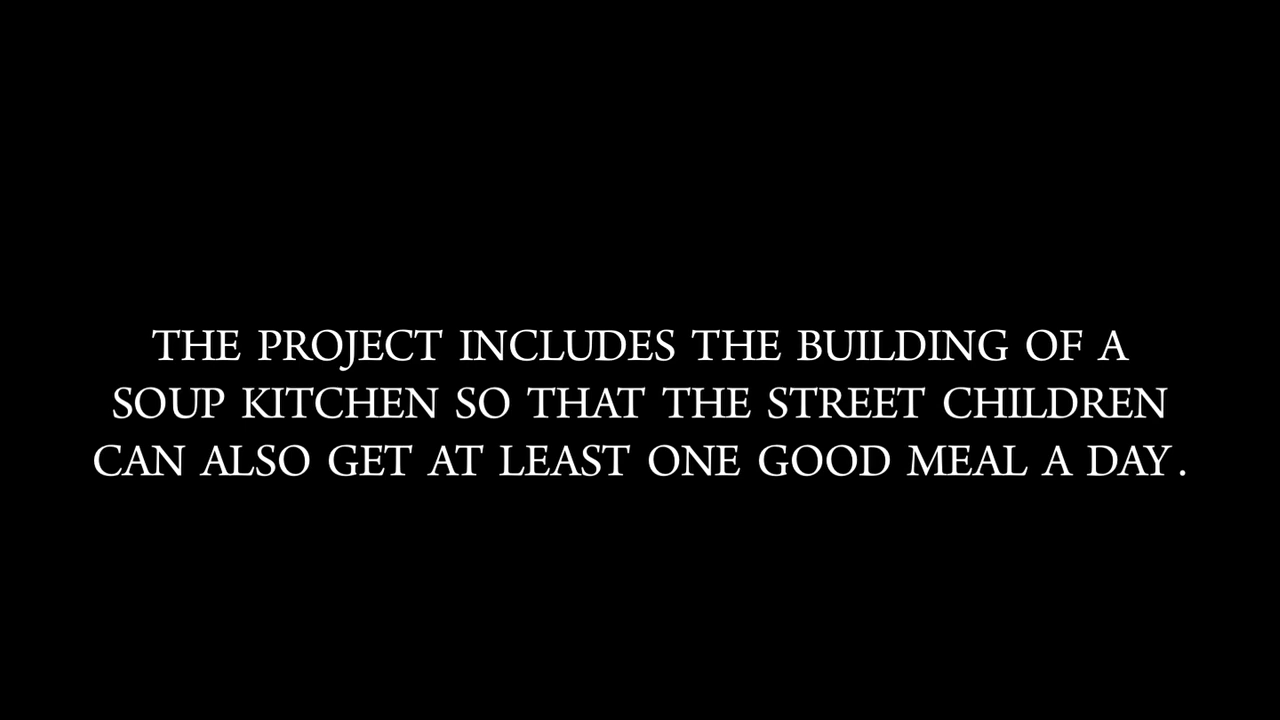 THE PROJECT INCLUDES THE BUILDING OF A
SOUP KITCHEN SO THAT THE STREET CHILDREN
CAN ALSO GET AT LEAST ONE GOOD MEAL A DAY.